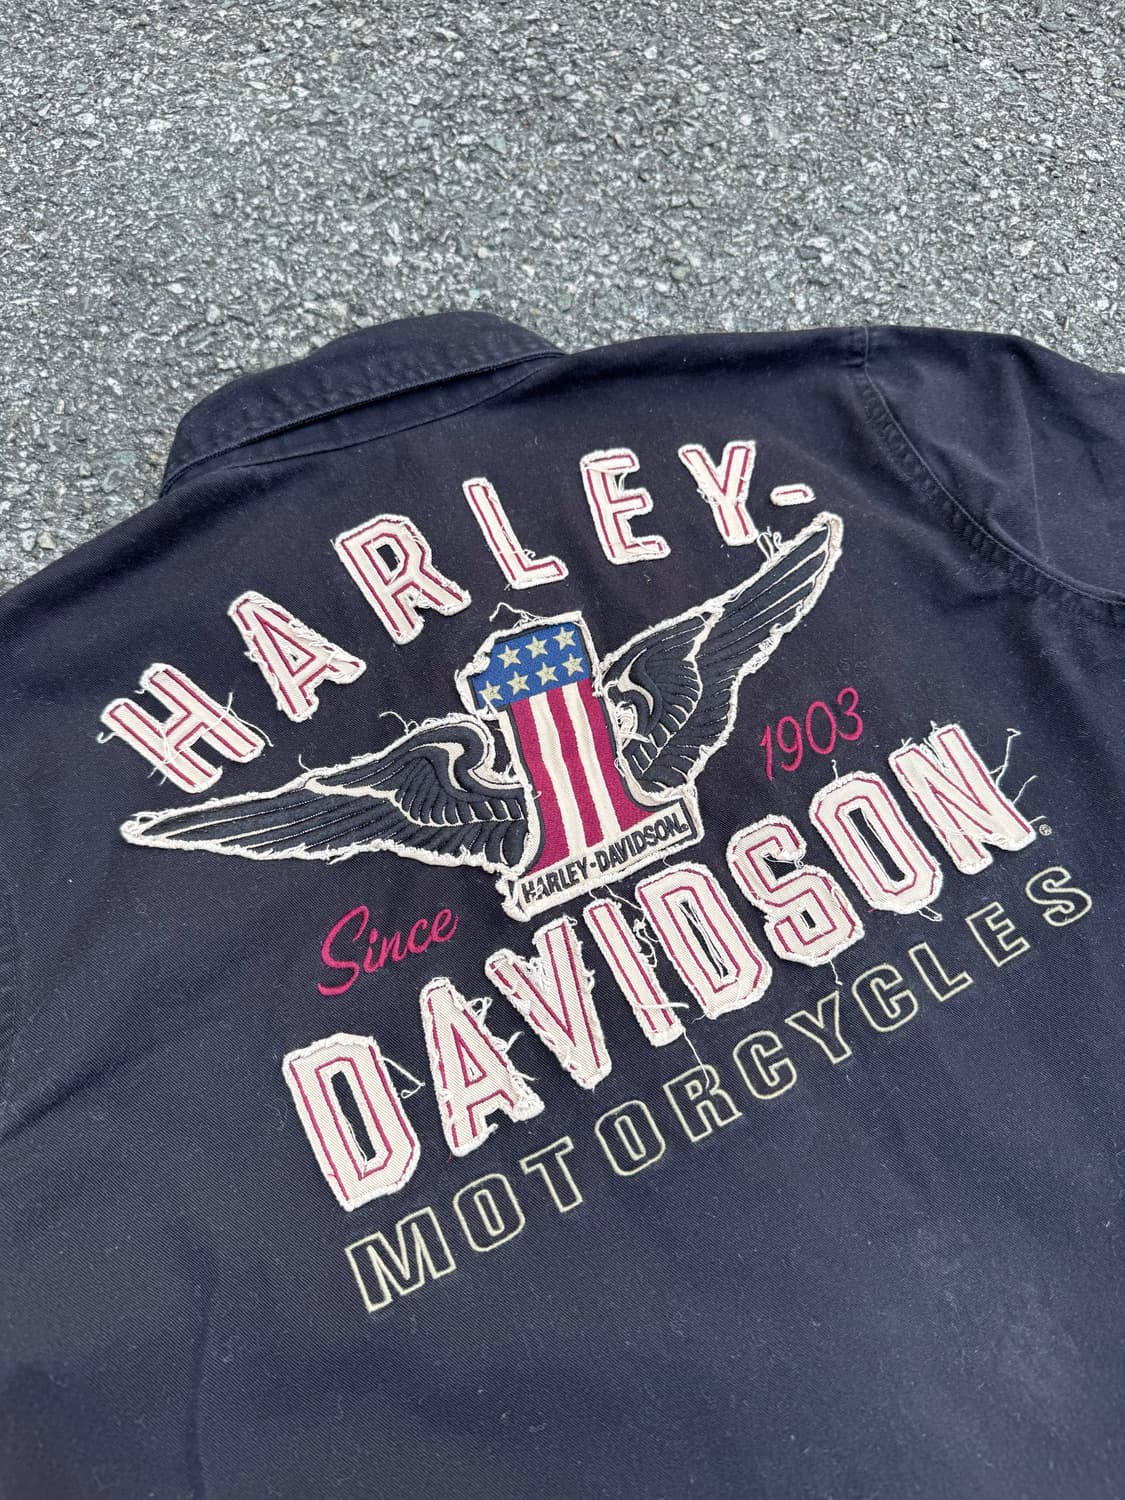 HARLEY-
HARLEY-DAVIDSON
Since 1903
DAVIDSON®
MOTORCYCLES